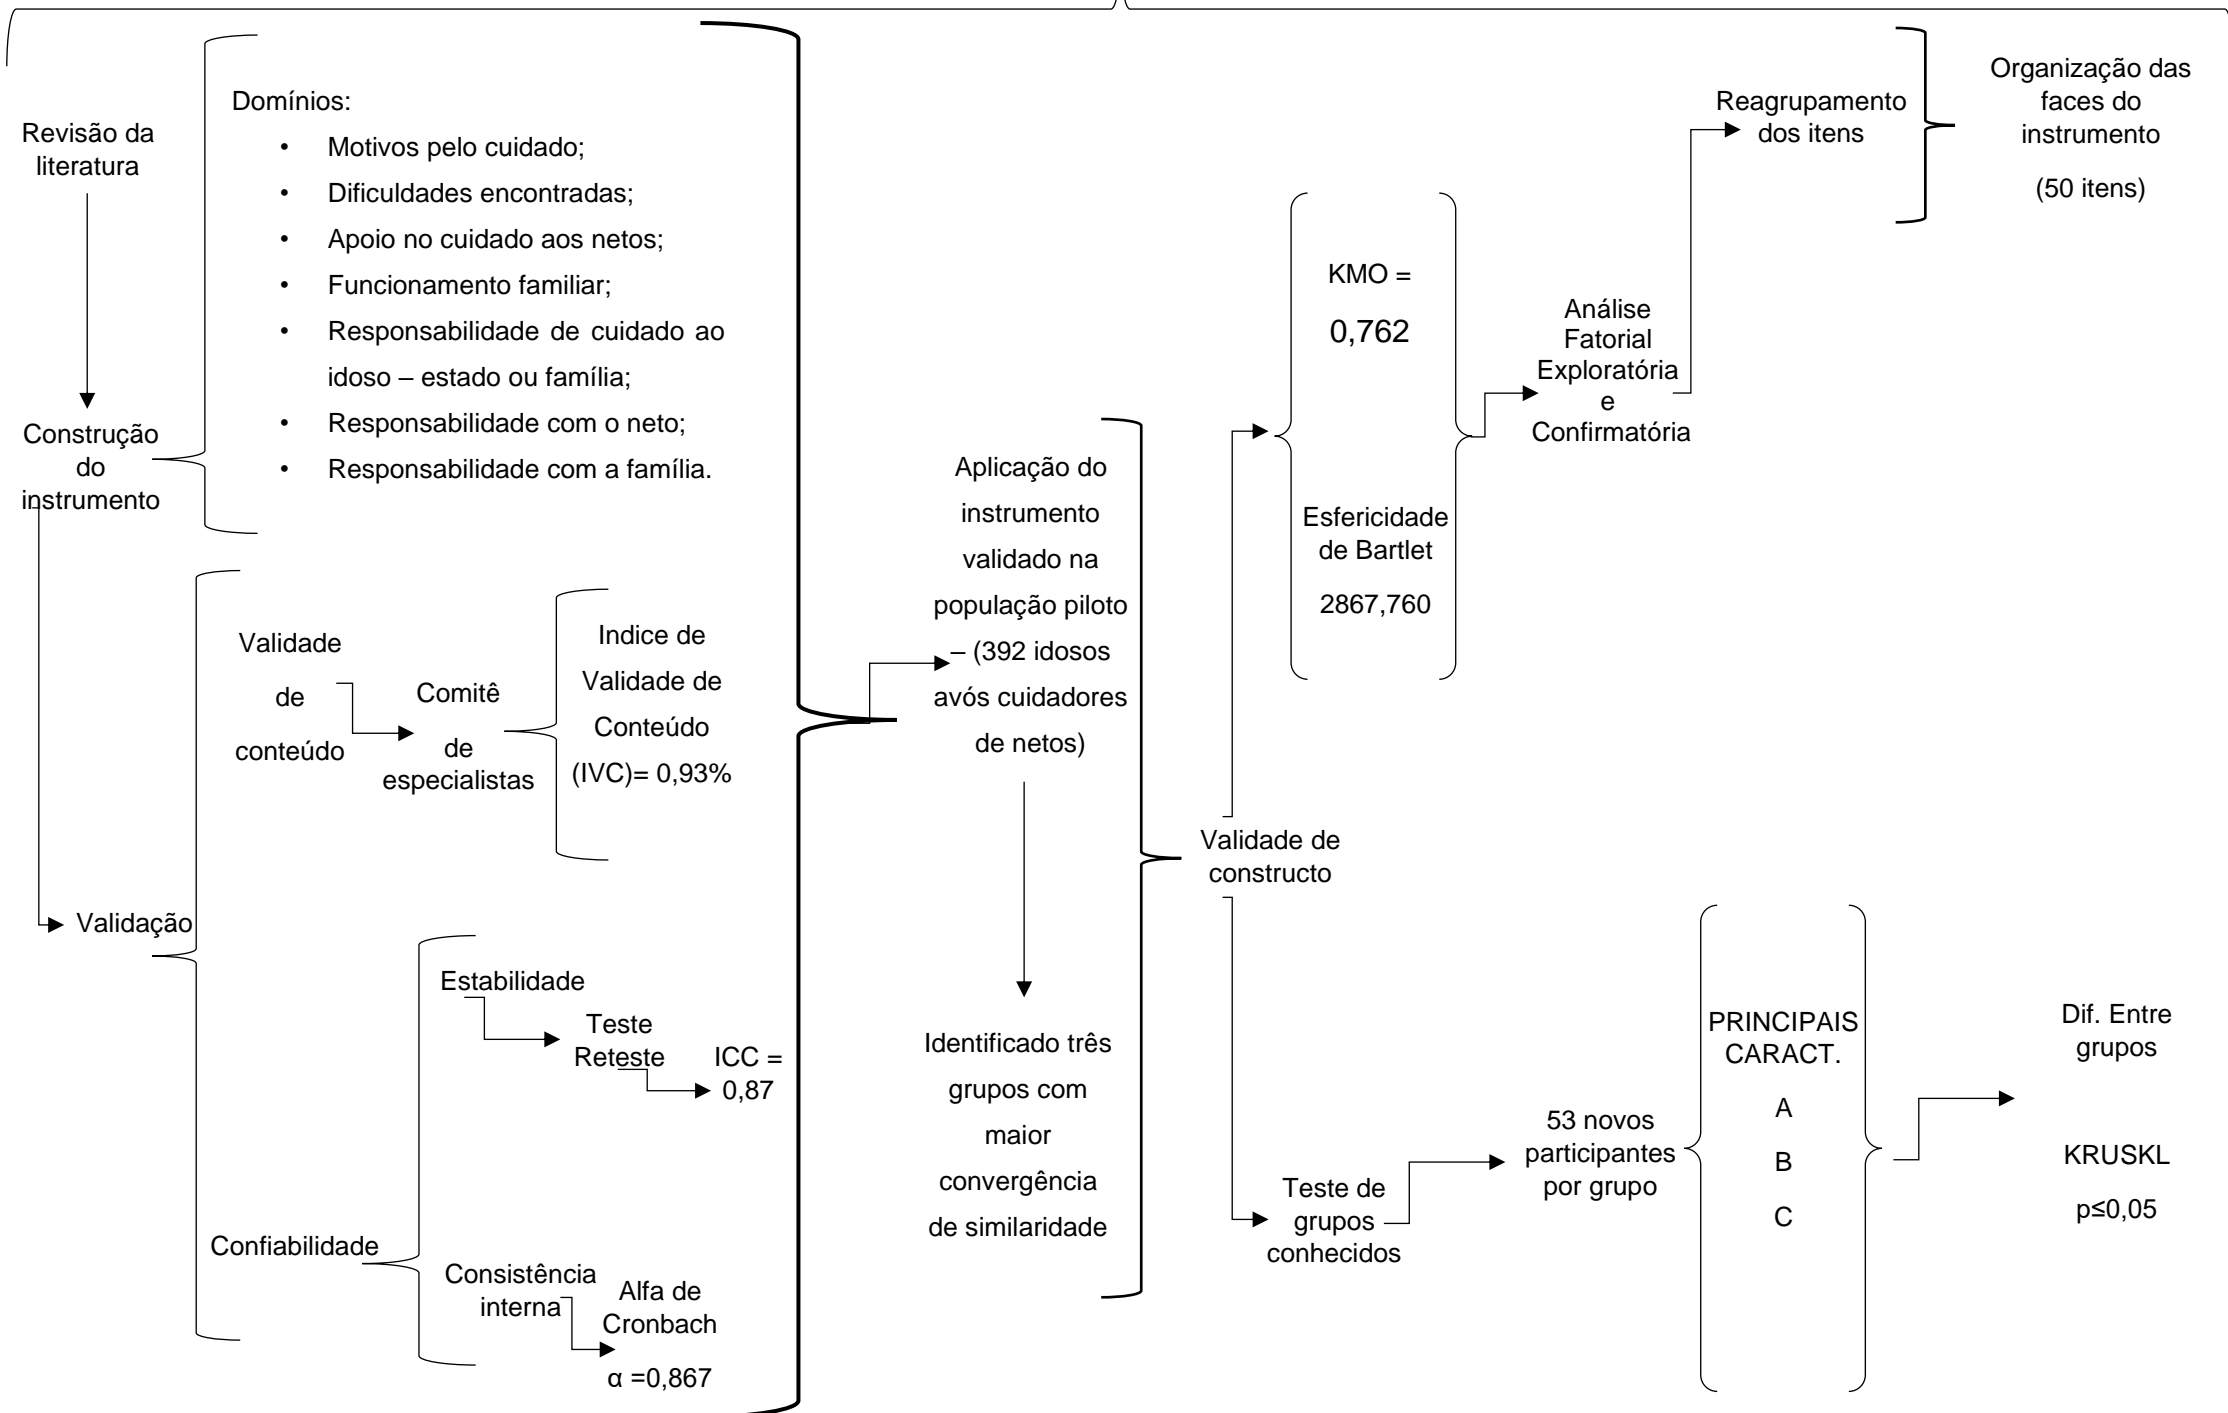 Revisão da
literatura
Construção
do
instrumento
Domínios:
• Motivos pelo cuidado;
• Dificuldades encontradas;
• Apoio no cuidado aos netos;
• Funcionamento familiar;
• Responsabilidade de cuidado ao
idoso – estado ou família;
• Responsabilidade com o neto;
• Responsabilidade com a família.
Validação
Validade
de
conteúdo
Comitê
de
especialistas
Indice de
Validade de
Conteúdo
(IVC)= 0,93%
Confiabilidade
Estabilidade
Teste
Reteste
ICC =
0,87
Consistência
interna
Alfa de
Cronbach
α =0,867
Aplicação do
instrumento
validado na
população piloto
– (392 idosos
avós cuidadores
de netos)
Identificado três
grupos com
maior
convergência
de similaridade
Validade de
constructo
KMO =
0,762
Esfericidade
de Bartlet
2867,760
Análise
Fatorial
Exploratória
e
Confirmatória
Reagrupamento
dos itens
Organização das
faces do
instrumento
(50 itens)
Teste de
grupos
conhecidos
53 novos
participantes
por grupo
PRINCIPAIS
CARACT.
A
B
C
Dif. Entre
grupos
KRUSKL
p≤0,05